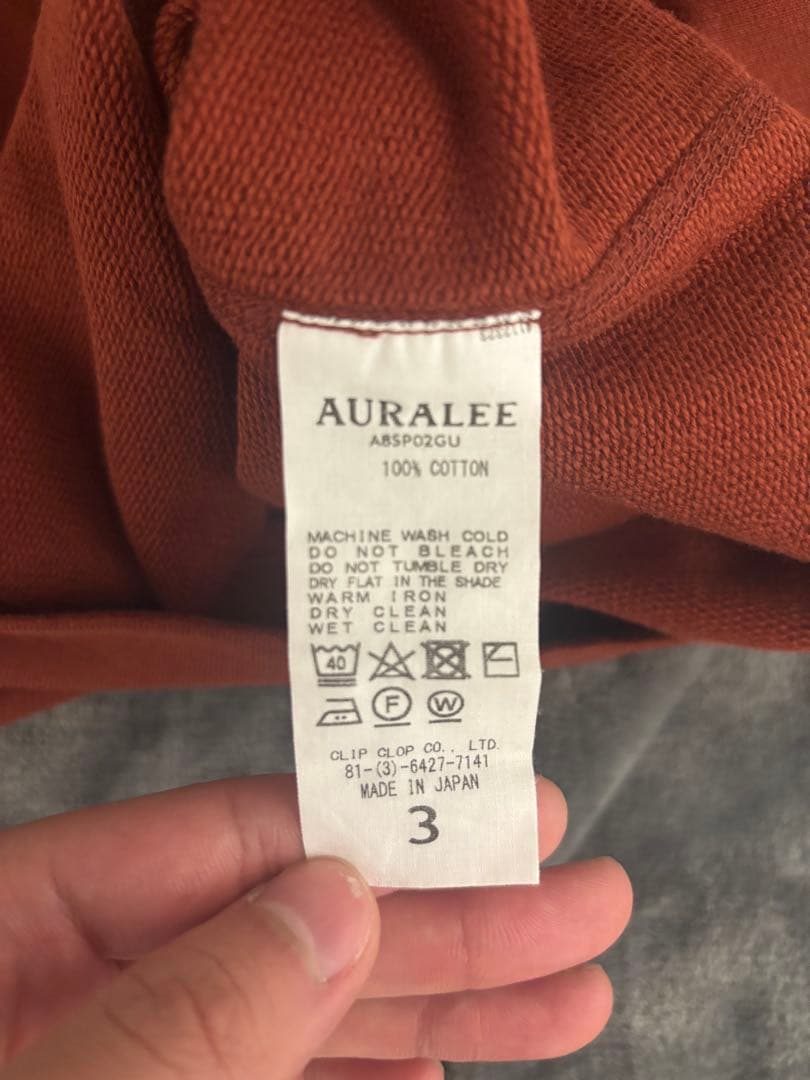 AURALEE
A8SP02GU
100% COTTON
MACHINE WASH COLD
DO NOT BLEACH
DO NOT TUMBLE DRY
DRY FLAT IN THE SHADE
WARM IRON
DRY CLEAN
WET CLEAN
40
F W
CLIP CLOP CO., LTD.
81-(3)-6427-7141
MADE IN JAPAN
3